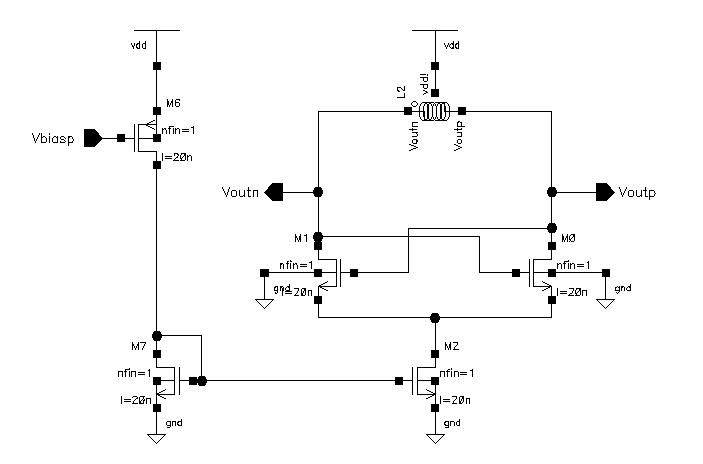 vdd
vdd
L2
vdd!
M6
nfin=1
Vbiasp
l=20n
Voutn
Voutp
Voutn
Voutp
M1
M0
nfin=1
nfin=1
gnd
l=20n
l=20n
gnd
M7
M2
nfin=1
nfin=1
l=20n
l=20n
gnd
gnd